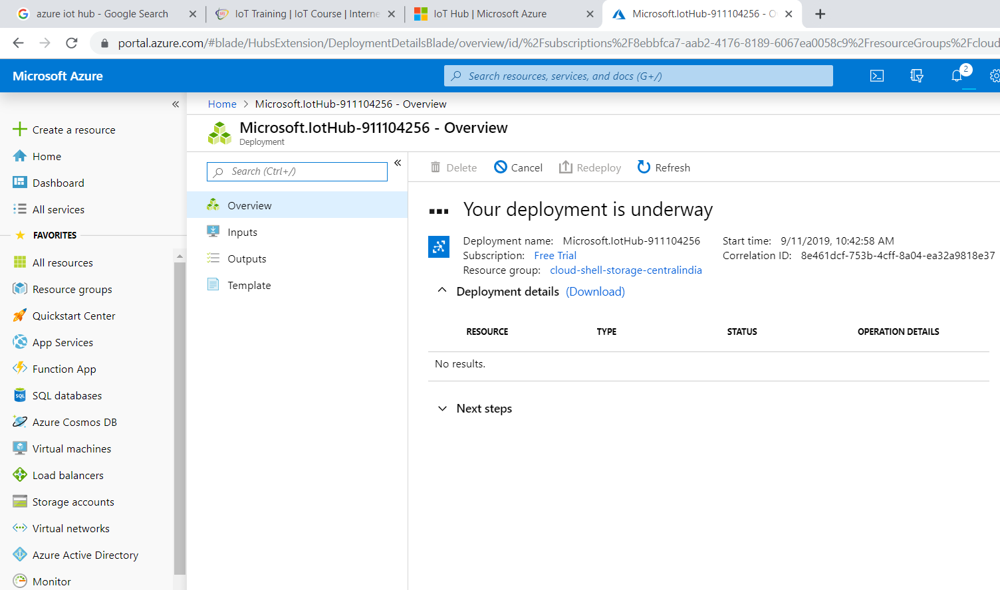 azure iot hub - Google Search
IoT Training | IoT Course | Interne
IoT Hub | Microsoft Azure
Microsoft.IotHub-911104256 - O
portal.azure.com/#blade/HubsExtension/DeploymentDetailsBlade/overview/id/%2Fsubscriptions%2F8ebbfca7-aab2-4176-8189-6067ea0058c9%2FresourceGroups%2Fcloud
Microsoft Azure
Search resources, services, and docs (G+/)
2
Create a resource
Home
Dashboard
All services
FAVORITES
All resources
Resource groups
Quickstart Center
App Services
Function App
SQL databases
Azure Cosmos DB
Virtual machines
Load balancers
Storage accounts
Virtual networks
Azure Active Directory
Monitor
Home > Microsoft.IotHub-911104256 - Overview
Microsoft.IotHub-911104256 - Overview
Deployment
Search (Ctrl+/)
Overview
Inputs
Outputs
Template
Delete Cancel Redeploy Refresh
Your deployment is underway
Deployment name: Microsoft.IotHub-911104256
Subscription: Free Trial
Resource group: cloud-shell-storage-centralindia
Start time: 9/11/2019, 10:42:58 AM
Correlation ID: 8e461dcf-753b-4cff-8a04-ea32a9818e37
Deployment details (Download)
RESOURCE TYPE STATUS OPERATION DETAILS
No results.
Next steps